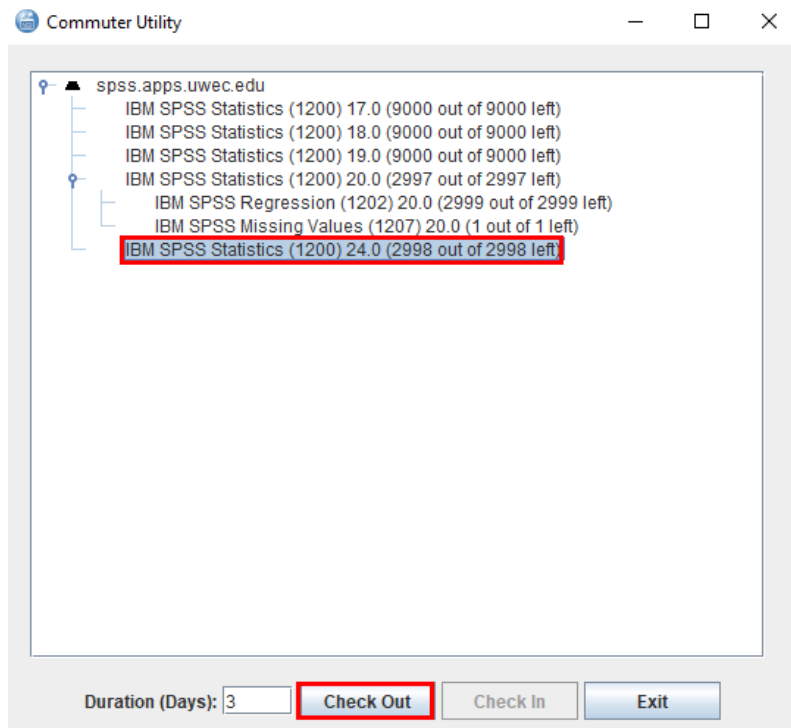 Commuter Utility
spss.apps.uwec.edu
IBM SPSS Statistics (1200) 17.0 (9000 out of 9000 left)
IBM SPSS Statistics (1200) 18.0 (9000 out of 9000 left)
IBM SPSS Statistics (1200) 19.0 (9000 out of 9000 left)
IBM SPSS Statistics (1200) 20.0 (2997 out of 2997 left)
IBM SPSS Regression (1202) 20.0 (2999 out of 2999 left)
IBM SPSS Missing Values (1207) 20.0 (1 out of 1 left)
IBM SPSS Statistics (1200) 24.0 (2998 out of 2998 left)
Duration (Days): 3 Check Out Check In Exit